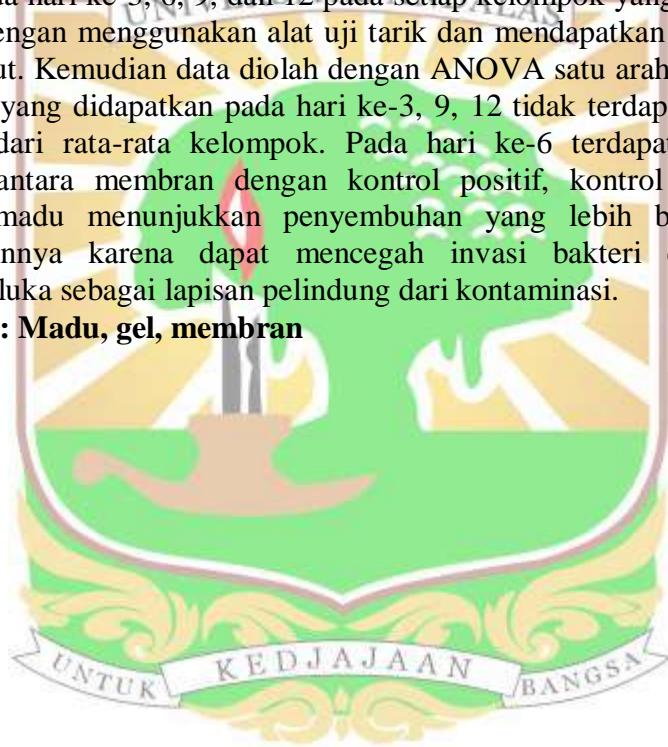 da hari ke 3, 6, 9, dan 12 pada setiap kelompok yang
engan menggunakan alat uji tarik dan mendapatkan
ut. Kemudian data diolah dengan ANOVA satu arah
yang didapatkan pada hari ke-3, 9, 12 tidak terdap
dari rata-rata kelompok. Pada hari ke-6 terdapat
antara membran dengan kontrol positif, kontrol
madu menunjukkan penyembuhan yang lebih b
nnya karena dapat mencegah invasi bakteri
luka sebagai lapisan pelindung dari kontaminasi.
: Madu, gel, membran
UNTUK KEDJAJAAN BANGSA